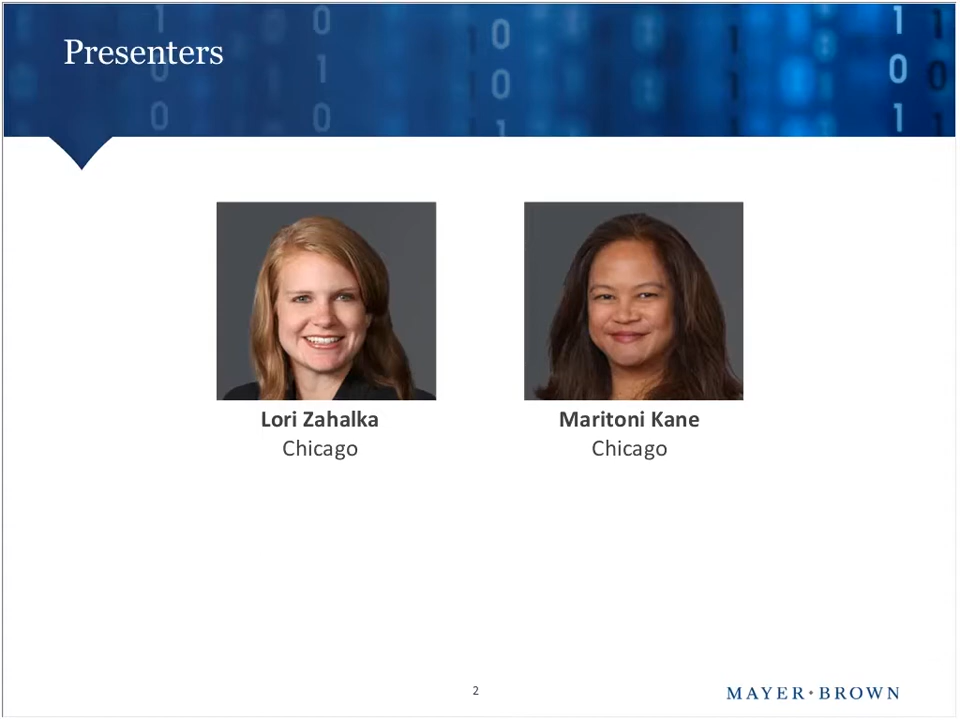 Presenters
Lori Zahalka
Chicago
Maritoni Kane
Chicago
2
MAYER•BROWN